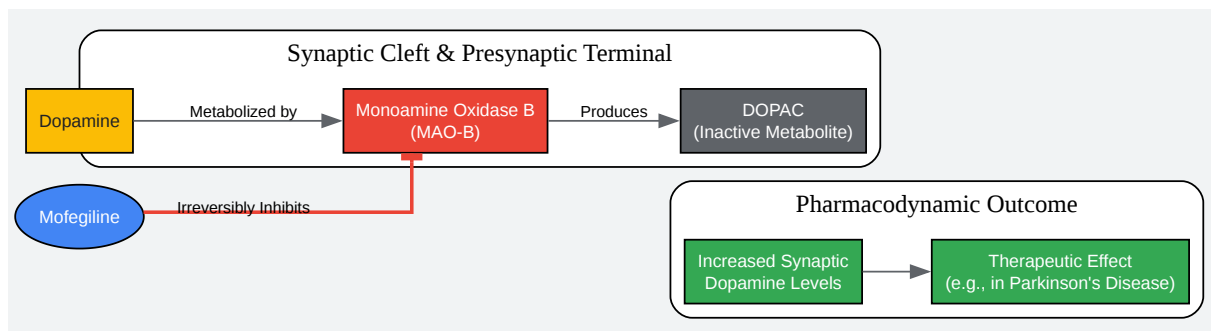 Synaptic Cleft & Presynaptic Terminal
Dopamine
Metabolized by
Monoamine Oxidase B
(MAO-B)
Produces
DOPAC
(Inactive Metabolite)
Mofegiline
Irreversibly Inhibits
Pharmacodynamic Outcome
Increased Synaptic
Dopamine Levels
Therapeutic Effect
(e.g., in Parkinson's Disease)